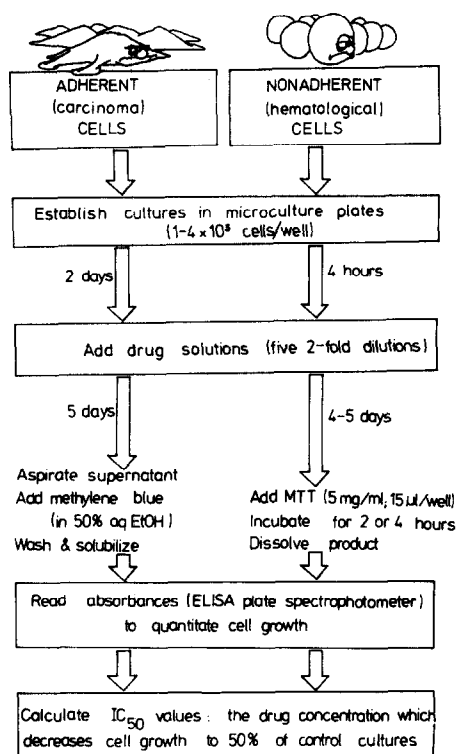 ADHERENT
(carcinoma)
CELLS
NONADHERENT
(hematological)
CELLS
Establish cultures in microculture plates
(1-4 x 10³ cells/well)
2 days
4 hours
Add drug solutions (five 2-fold dilutions)
5 days
4-5 days
Aspirate supernatant
Add methylene blue
(in 50% aq EtOH)
Wash & solubilize
Add MTT (5 mg/ml; 15 µl/well)
Incubate for 2 or 4 hours
Dissolve product
Read absorbances (ELISA plate spectrophotometer)
to quantitate cell growth
Calculate IC₅₀ values : the drug concentration which
decreases cell growth to 50% of control cultures